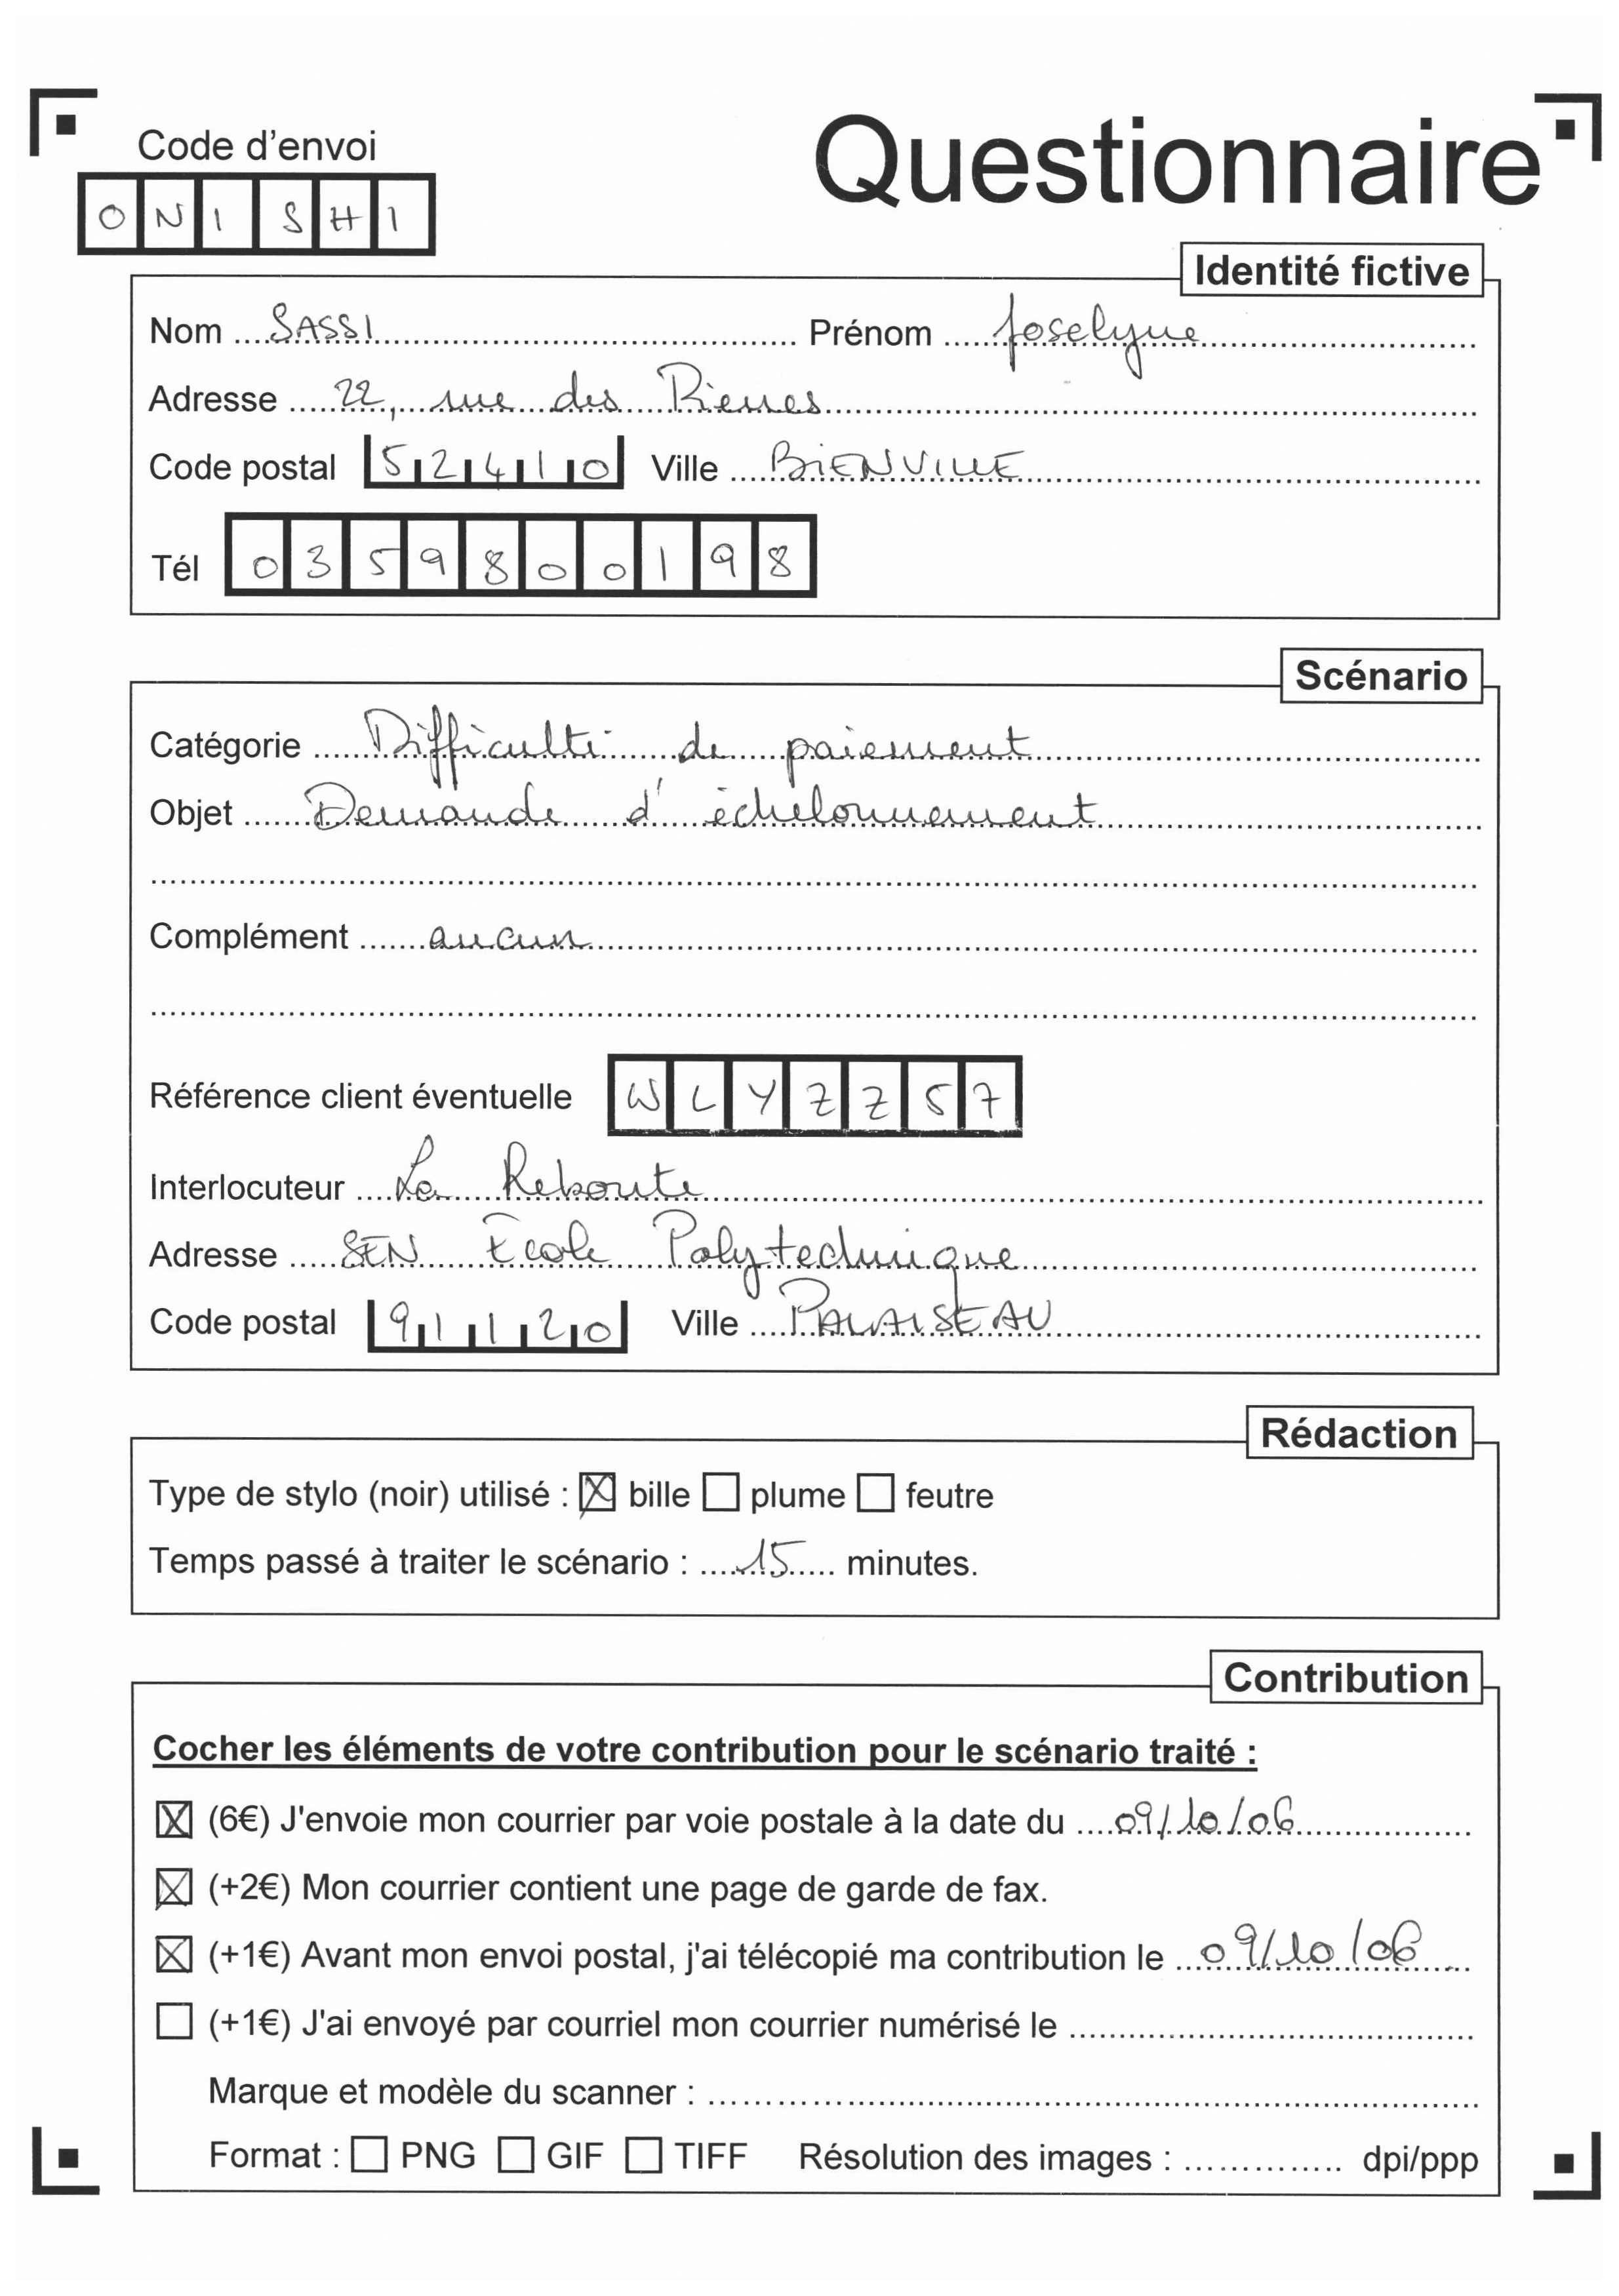 Code d'envoi
Questionnaire
ONISHI
Identité fictive
Nom SASSI Prénom Joselyne
Adresse 22, rue des Pierres
Code postal 52410 Ville BIENVILLE
Tél 0359800198
Scénario
Catégorie Difficulté de paiement
Objet Demande d'échelonnement
Complément aucun
Référence client éventuelle WLYZZ57
Interlocuteur La Reboute
Adresse SEN Ecole Polytechnique
Code postal 91120 Ville PALAISEAU
Rédaction
Type de stylo (noir) utilisé : ☒ bille ☐ plume ☐ feutre
Temps passé à traiter le scénario : 15 minutes.
Contribution
Cocher les éléments de votre contribution pour le scénario traité :
☒ (6€) J'envoie mon courrier par voie postale à la date du 09/10/06
☒ (+2€) Mon courrier contient une page de garde de fax.
☒ (+1€) Avant mon envoi postal, j'ai télécopié ma contribution le 09/10/06
☐ (+1€) J'ai envoyé par courriel mon courrier numérisé le
Marque et modèle du scanner :
Format : ☐ PNG ☐ GIF ☐ TIFF Résolution des images : dpi/ppp